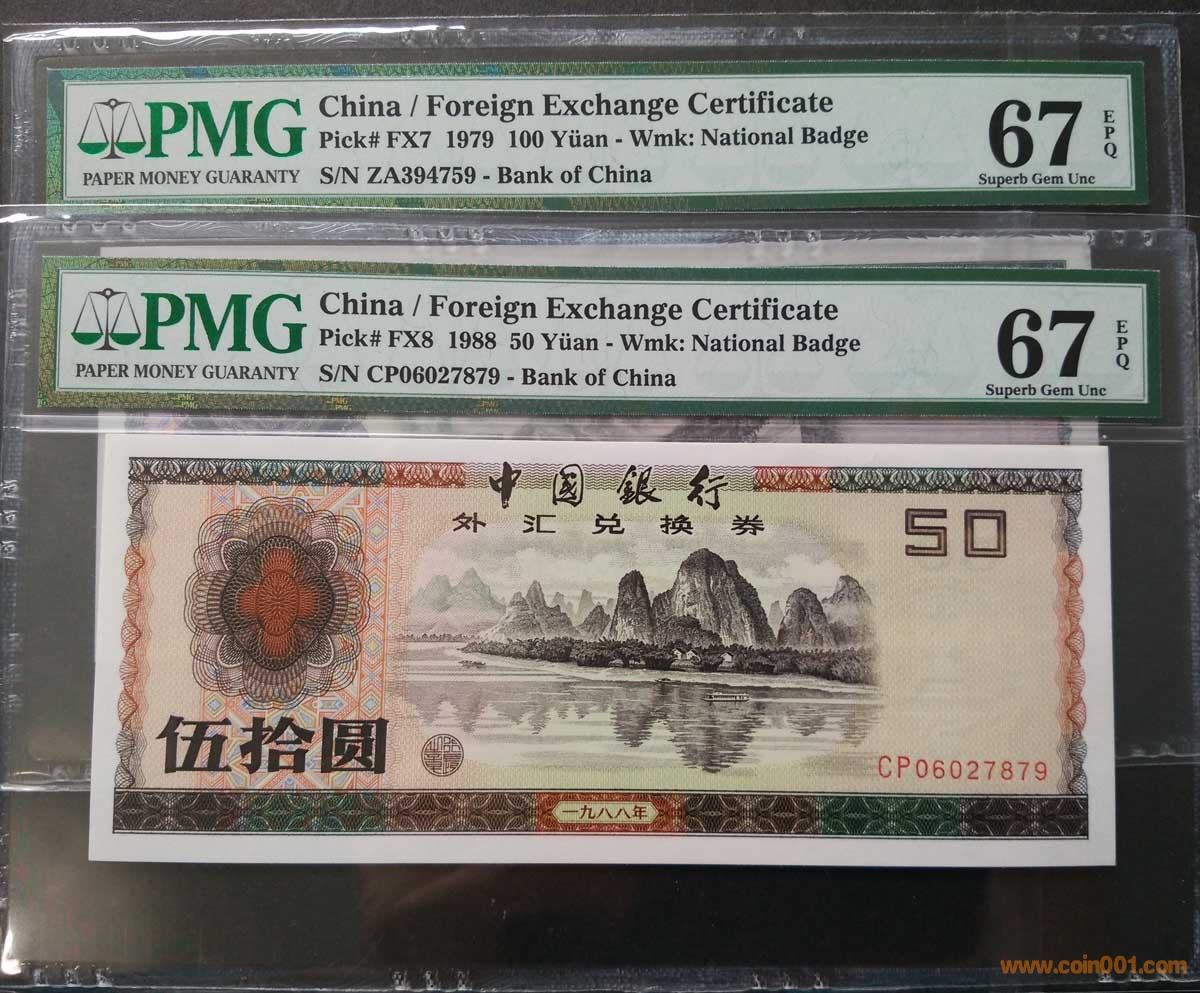 PMG
PAPER MONEY GUARANTY
China / Foreign Exchange Certificate
Pick# FX7 1979 100 Yüan - Wmk: National Badge
S/N ZA394759 - Bank of China
67
EPQ
Superb Gem Unc
PMG
PAPER MONEY GUARANTY
China / Foreign Exchange Certificate
Pick# FX8 1988 50 Yüan - Wmk: National Badge
S/N CP06027879 - Bank of China
67
EPQ
Superb Gem Unc
中國銀行
外汇兑换券
50
伍拾圆
CP06027879
一九八八年
www.coin001.com